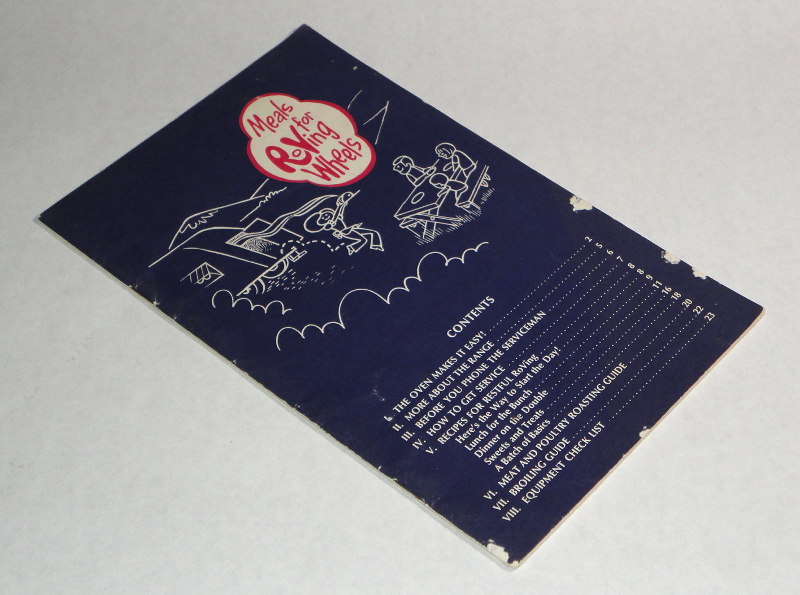 Meals
for
RoVing
Wheels
CONTENTS
I. THE OVEN MAKES IT EASY! 2
II. MORE ABOUT THE RANGE 5
III. BEFORE YOU PHONE THE SERVICEMAN 6
IV. HOW TO GET SERVICE 7
V. RECIPES FOR RESTFUL RoVing 8
Here's the Way to Start the Day! 8
Lunch for the Bunch 9
Dinner on the Double 11
Sweets and Treats 16
A Batch of Basics 18
VI. MEAT AND POULTRY ROASTING GUIDE 20
VII. BROILING GUIDE 22
VIII. EQUIPMENT CHECK LIST 23